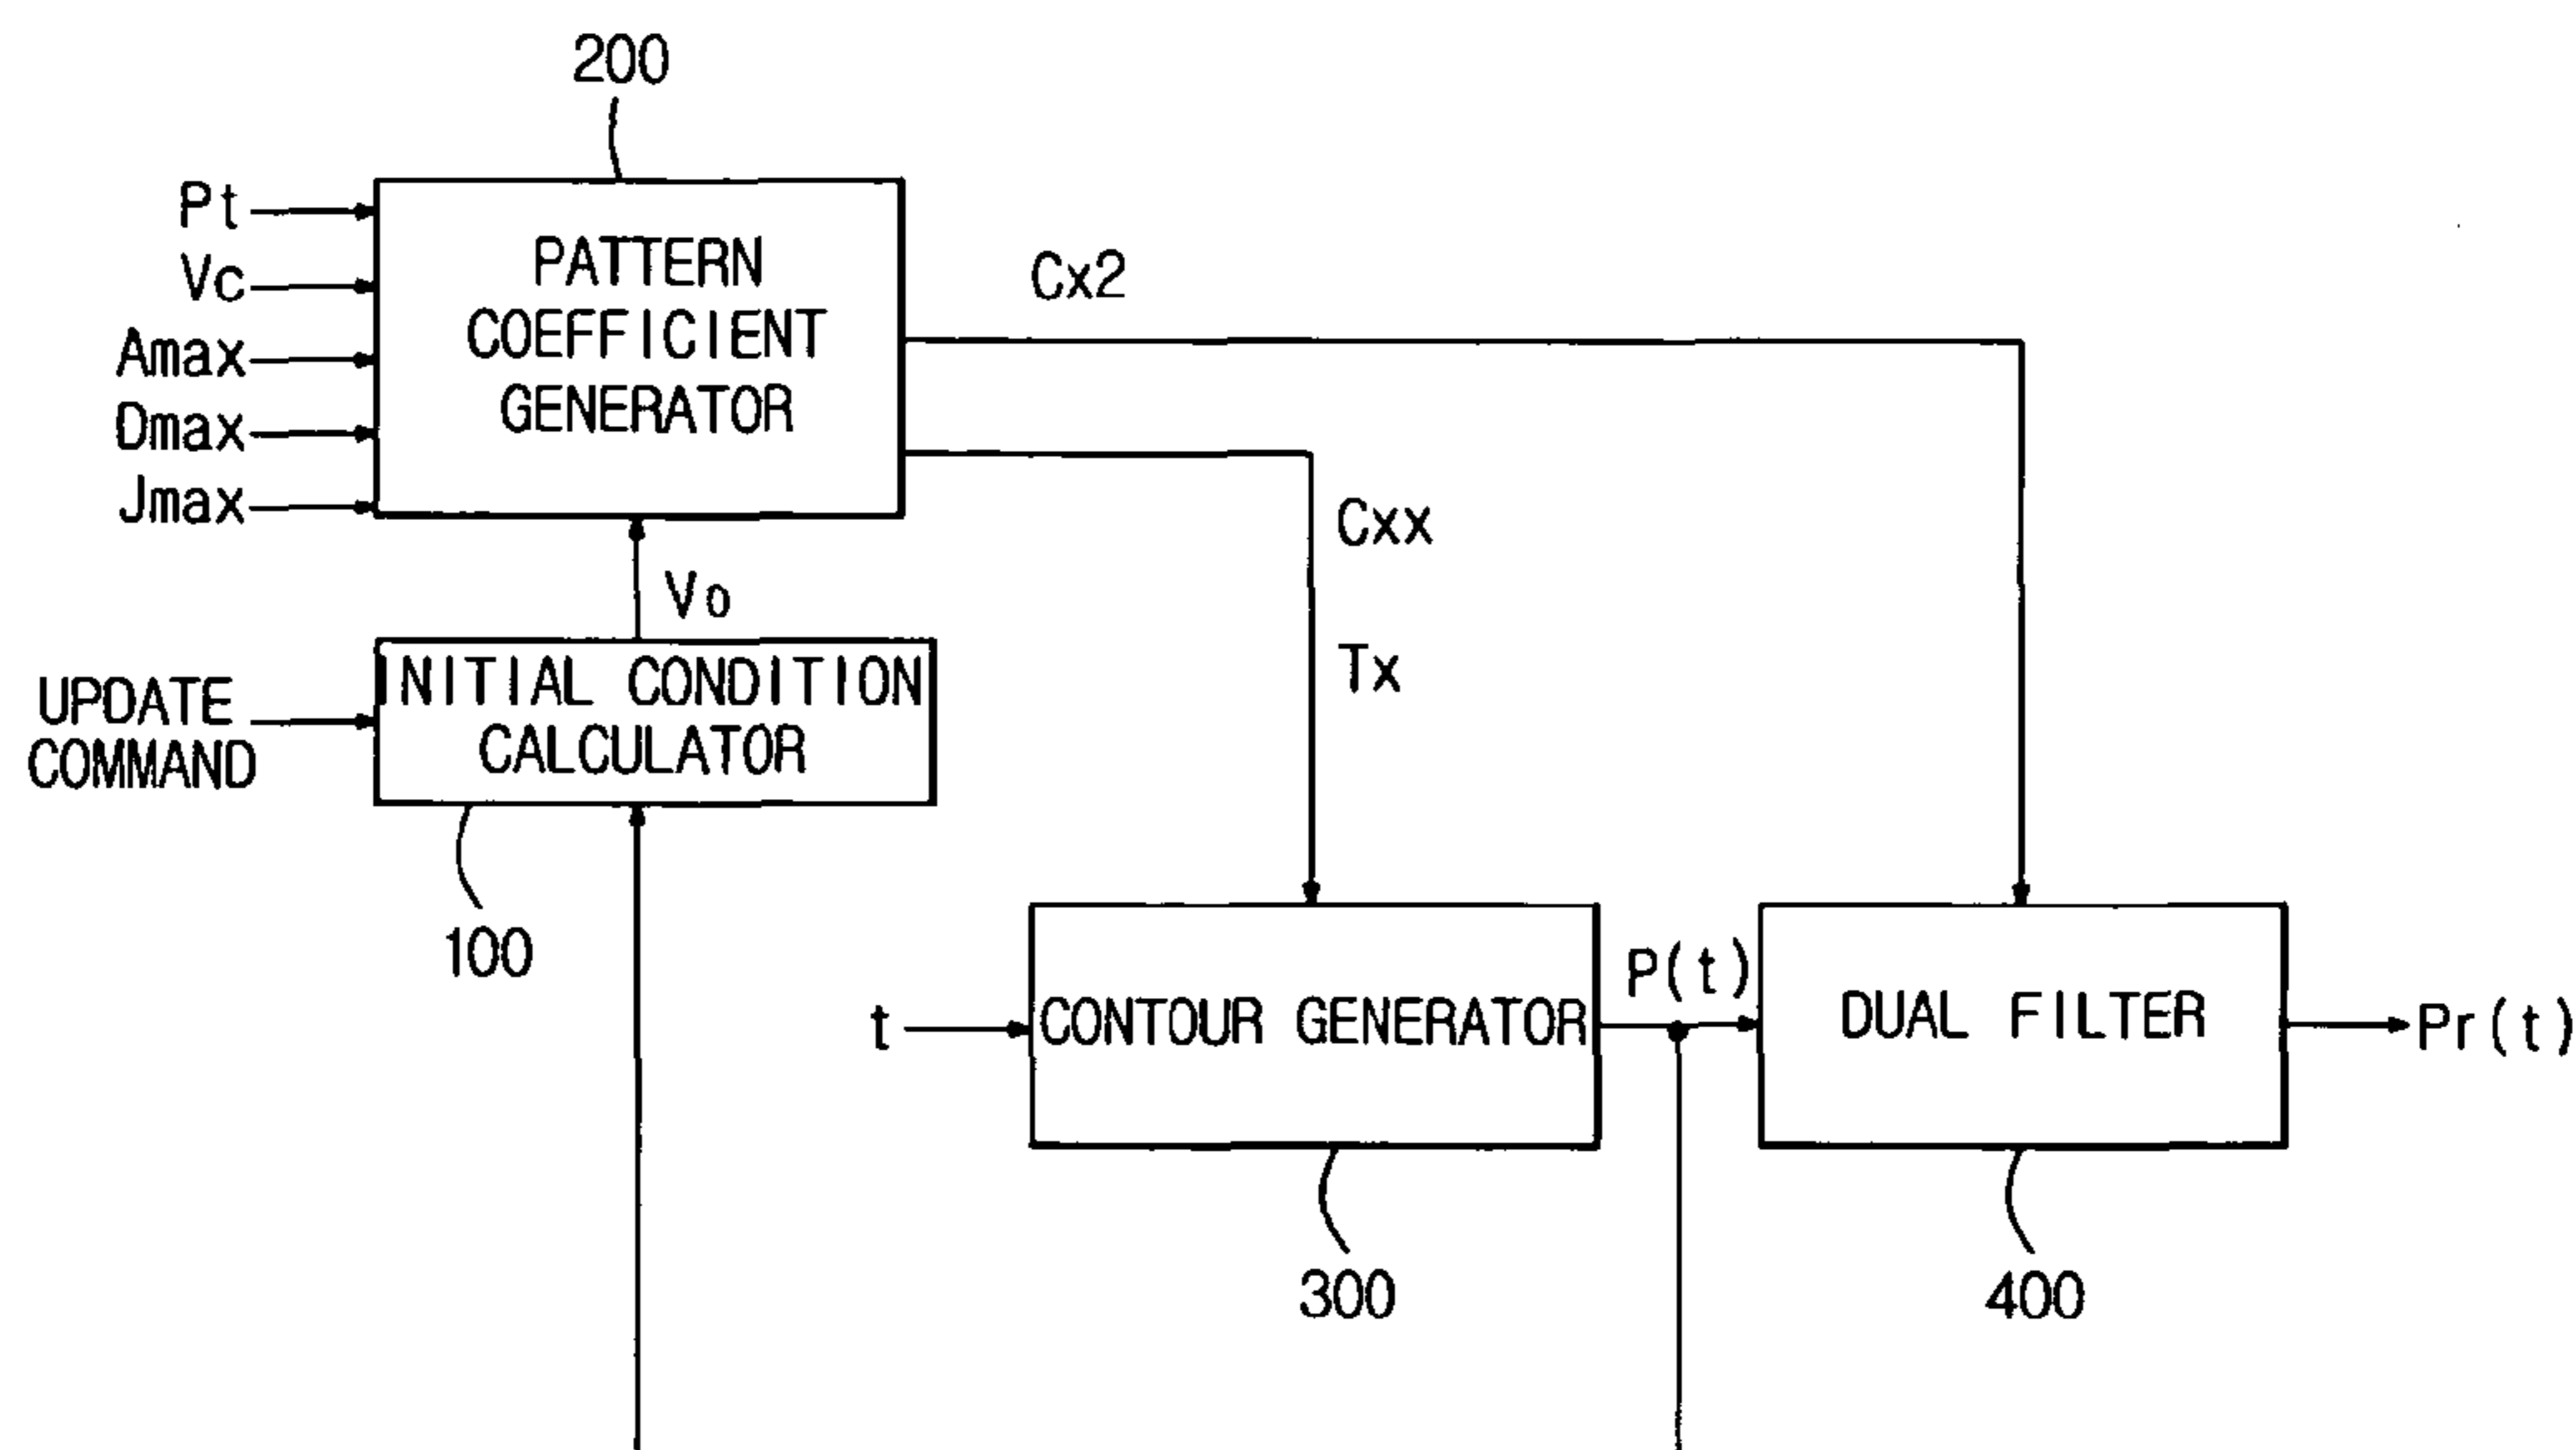 200
Pt
Vc
Amax
Dmax
Jmax
PATTERN
COEFFICIENT
GENERATOR
Cx2
Cxx
Tx
Vo
UPDATE
COMMAND
INITIAL CONDITION
CALCULATOR
100
t
CONTOUR GENERATOR
P(t)
DUAL FILTER
Pr(t)
300
400